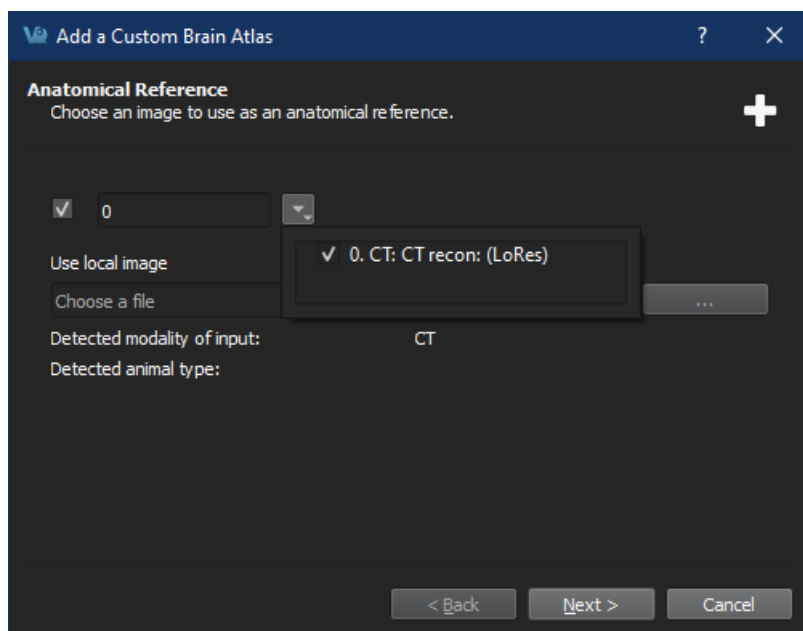 Add a Custom Brain Atlas
Anatomical Reference
Choose an image to use as an anatomical reference.
0
0. CT: CT recon: (LoRes)
Use local image
Choose a file
...
Detected modality of input: CT
Detected animal type:
< Back Next > Cancel